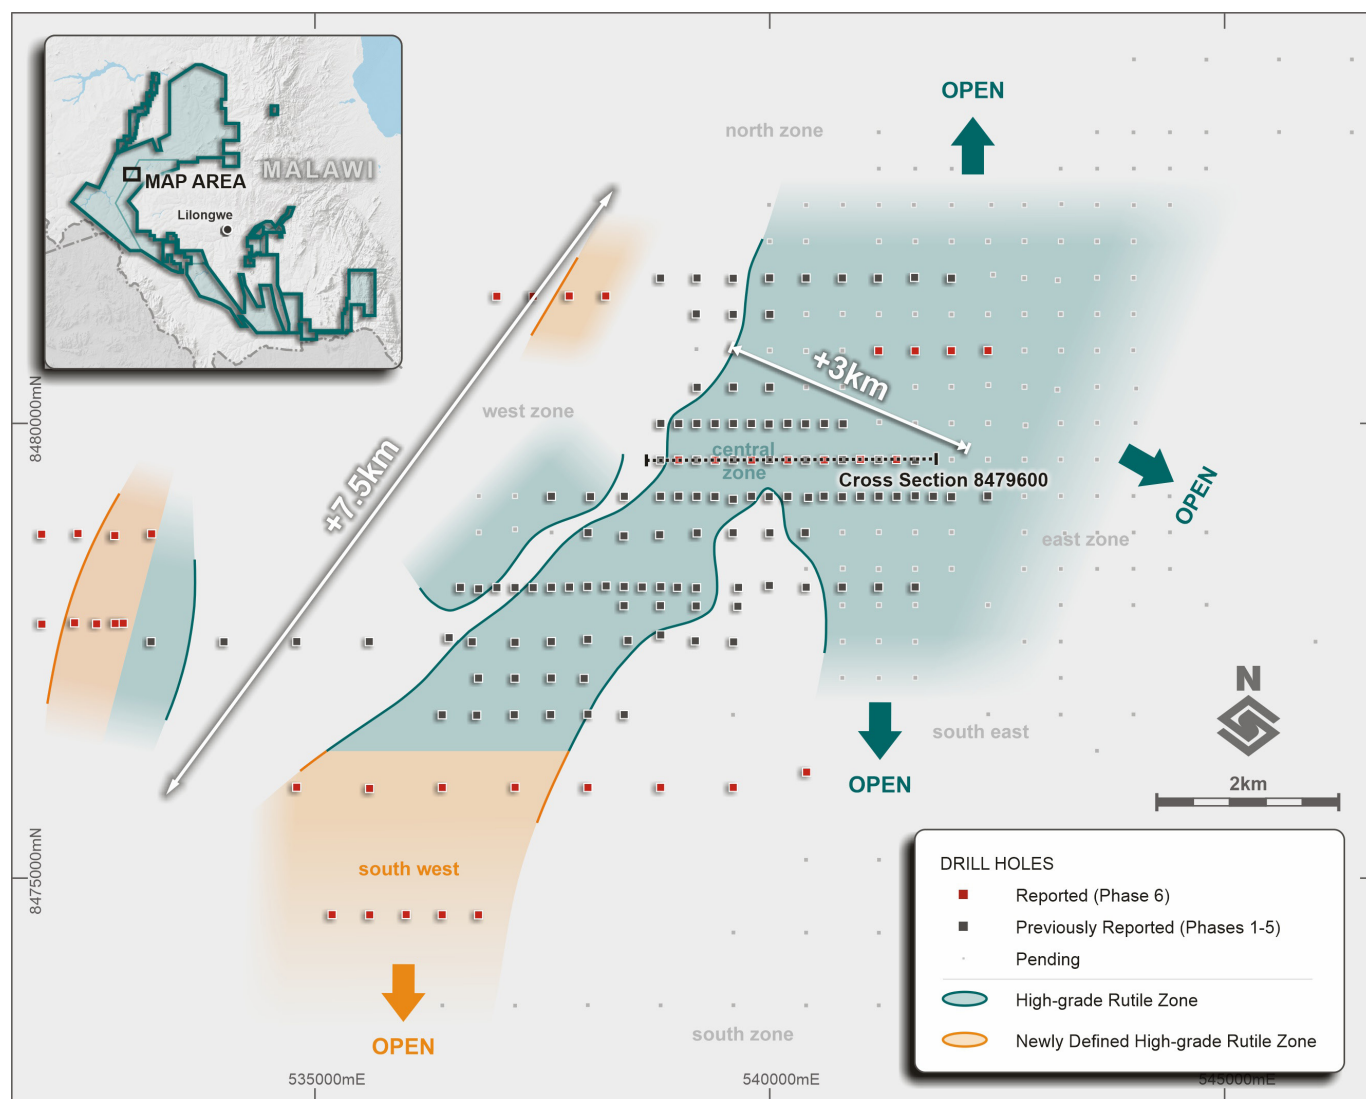 MALAWI
MAP AREA
Lilongwe
OPEN
north zone
+3km
west zone
8480000mN
central
zone
Cross Section 8479600
+7.5km
OPEN
east zone
N
south east
OPEN
2km
south west
8475000mN
OPEN
south zone
DRILL HOLES
Reported (Phase 6)
Previously Reported (Phases 1-5)
Pending
High-grade Rutile Zone
Newly Defined High-grade Rutile Zone
535000mE
540000mE
545000mE